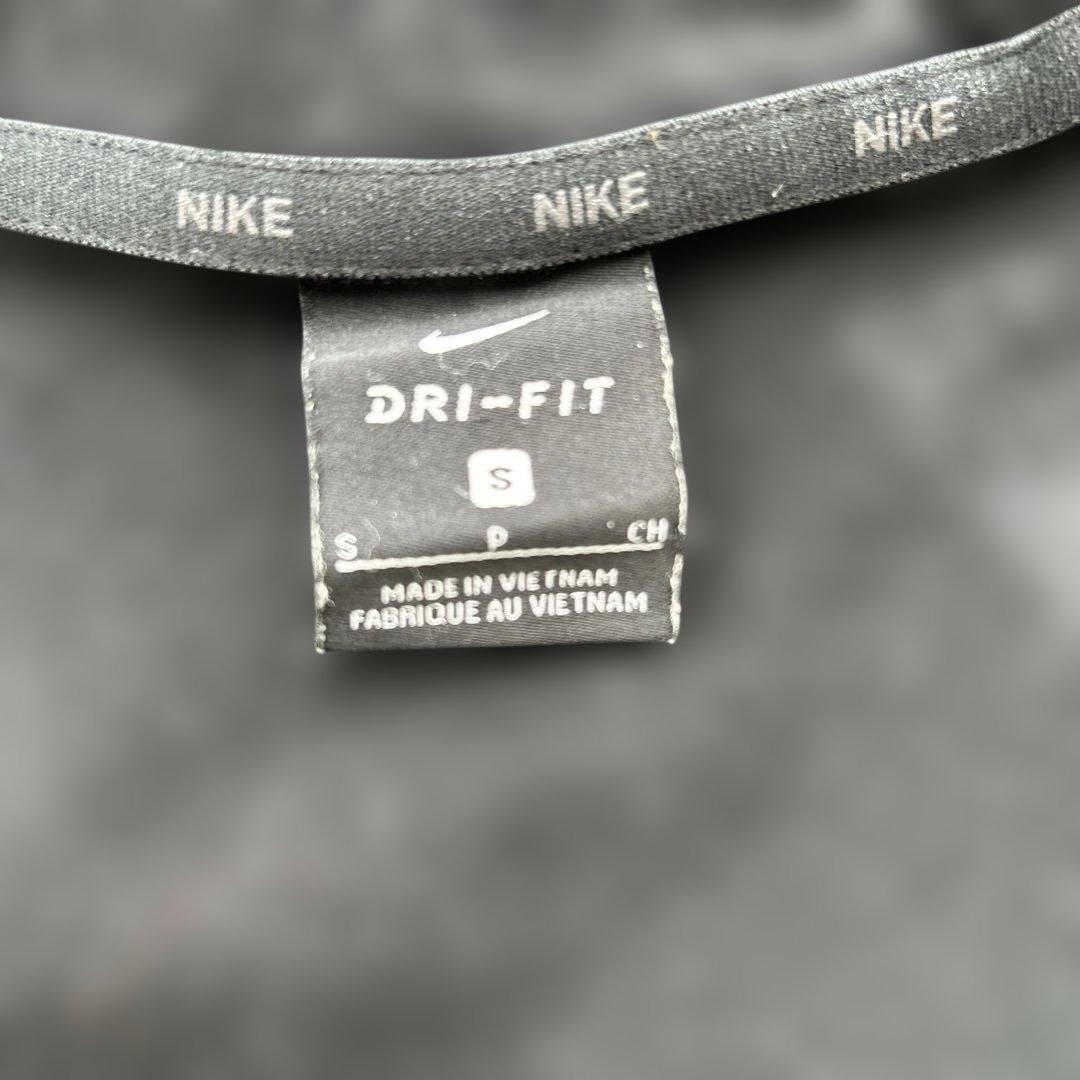 NIKE NIKE NIKE
DRI-FIT
S
S P CH
MADE IN VIETNAM
FABRIQUE AU VIETNAM